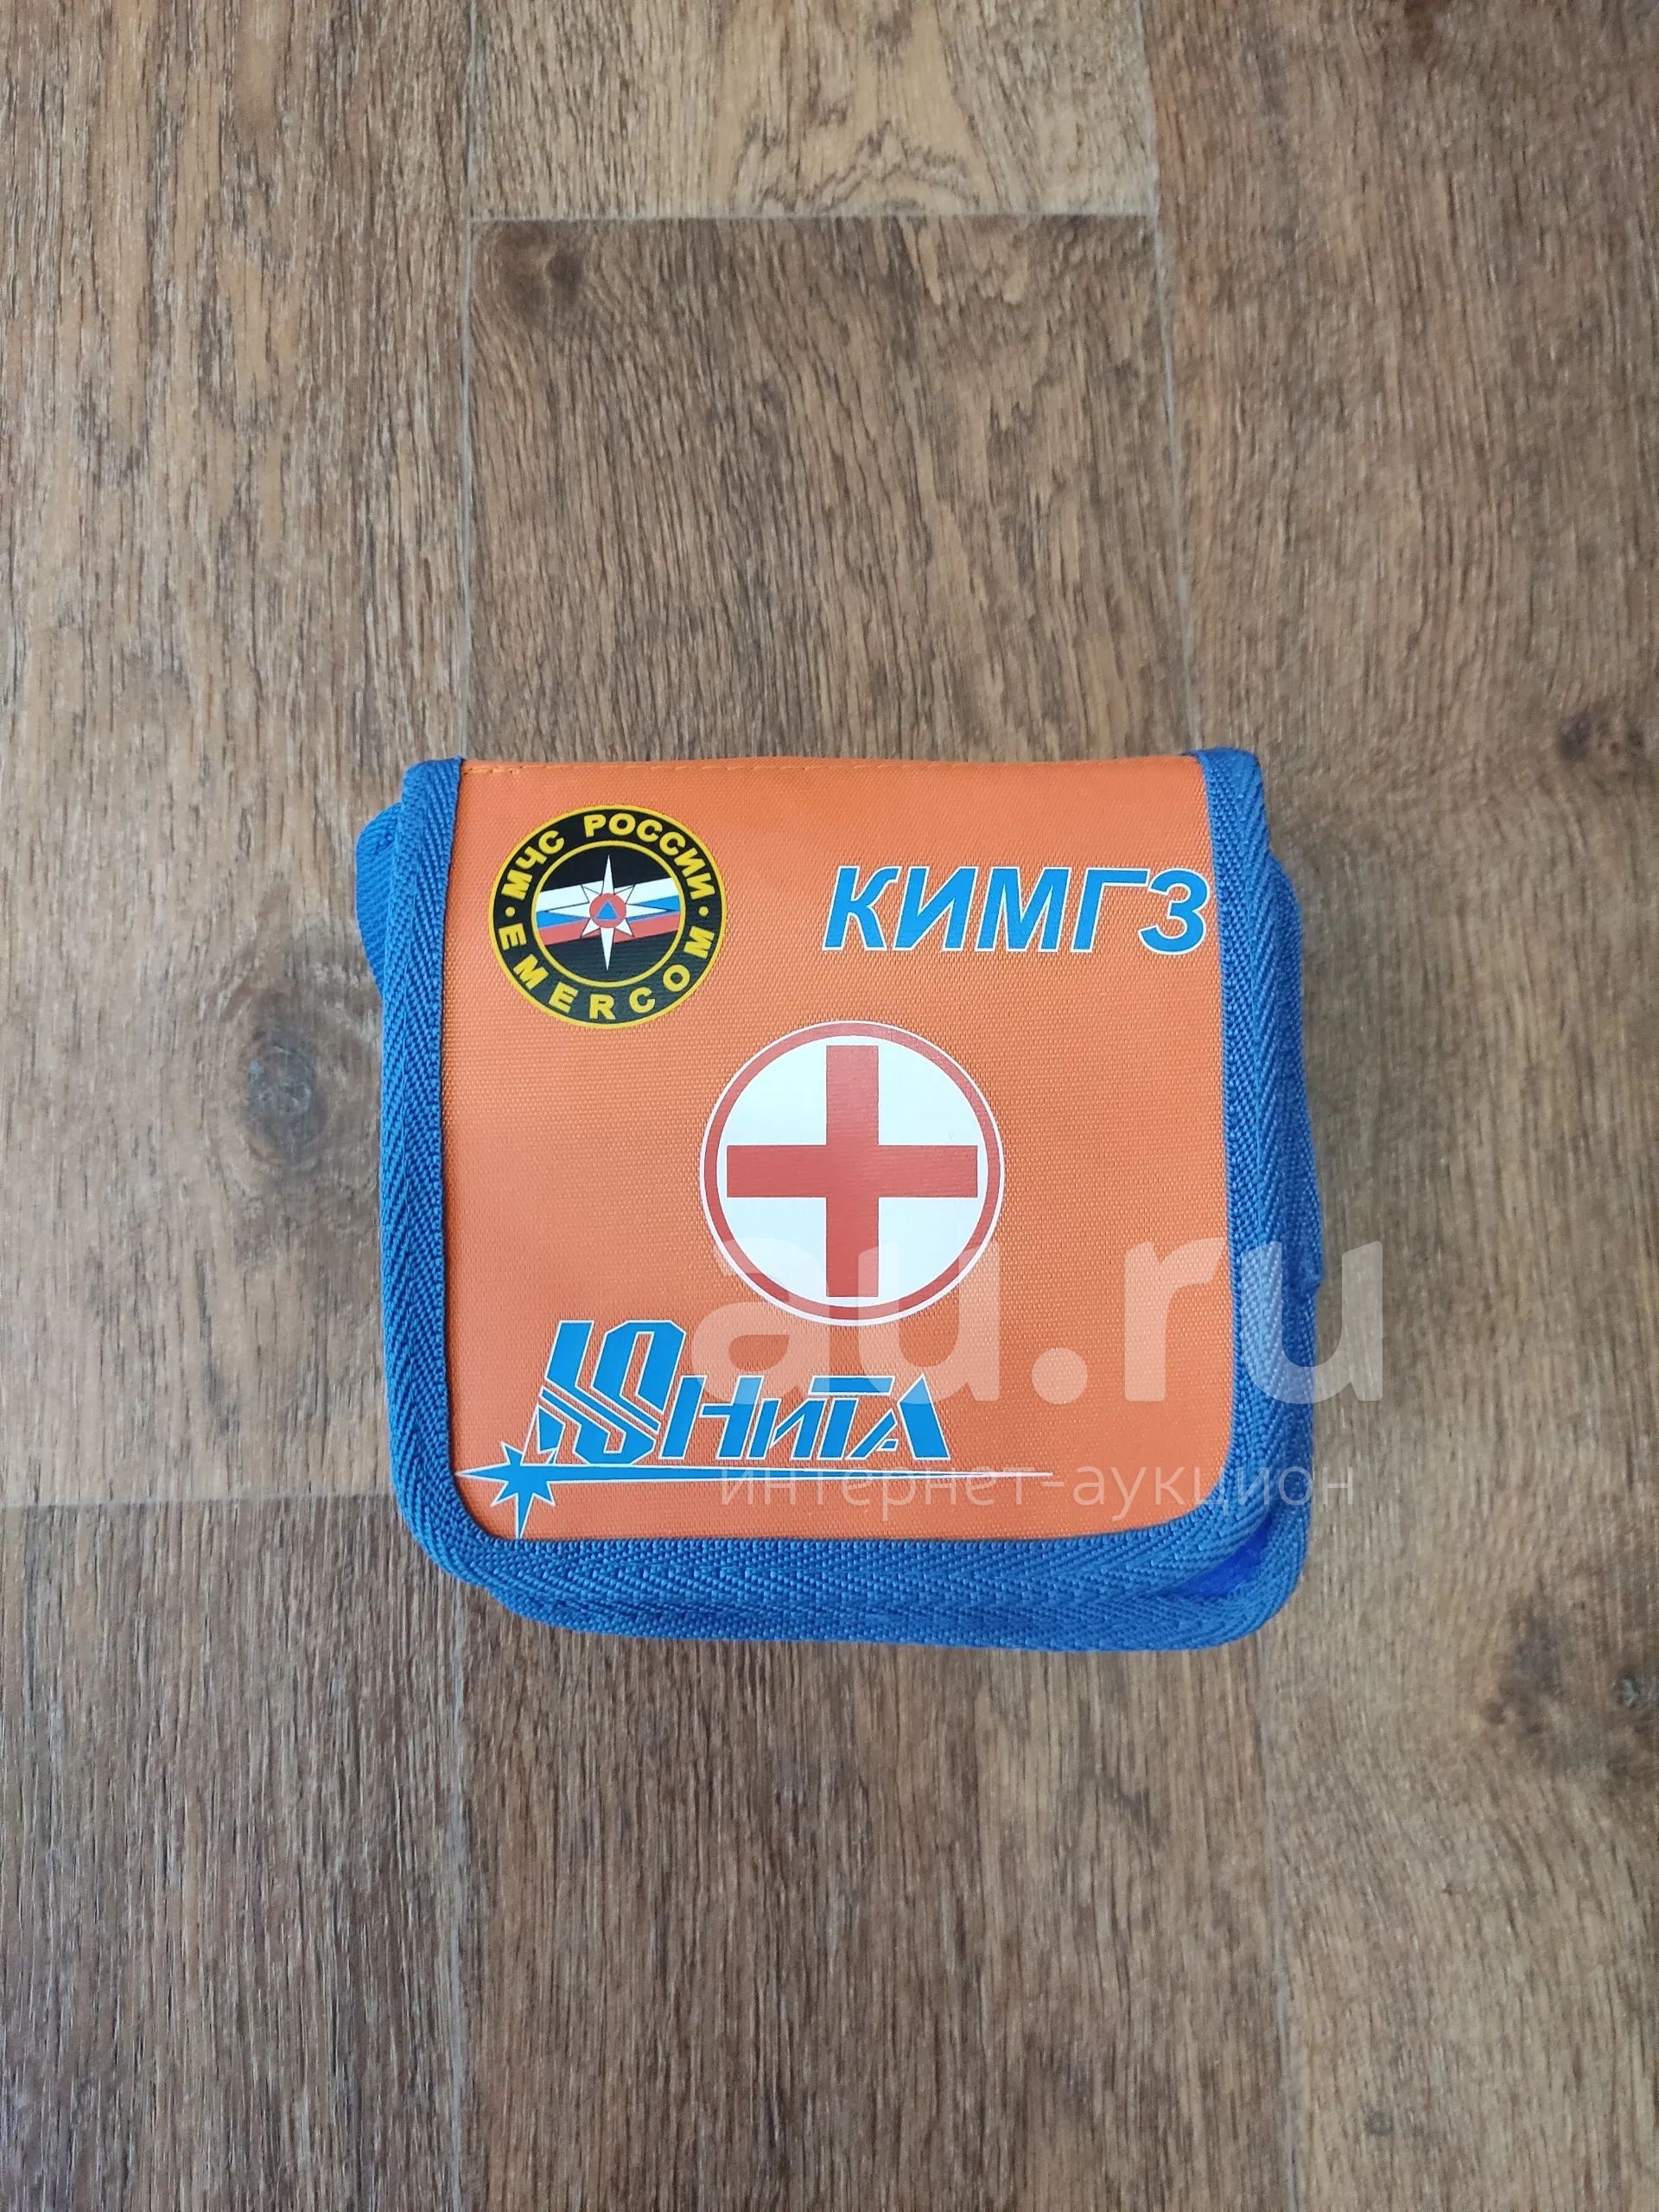 МЧС РОССИИ
EMERCOM
КИМГЗ
ЮНИТА
au.ru
интернет-аукцион